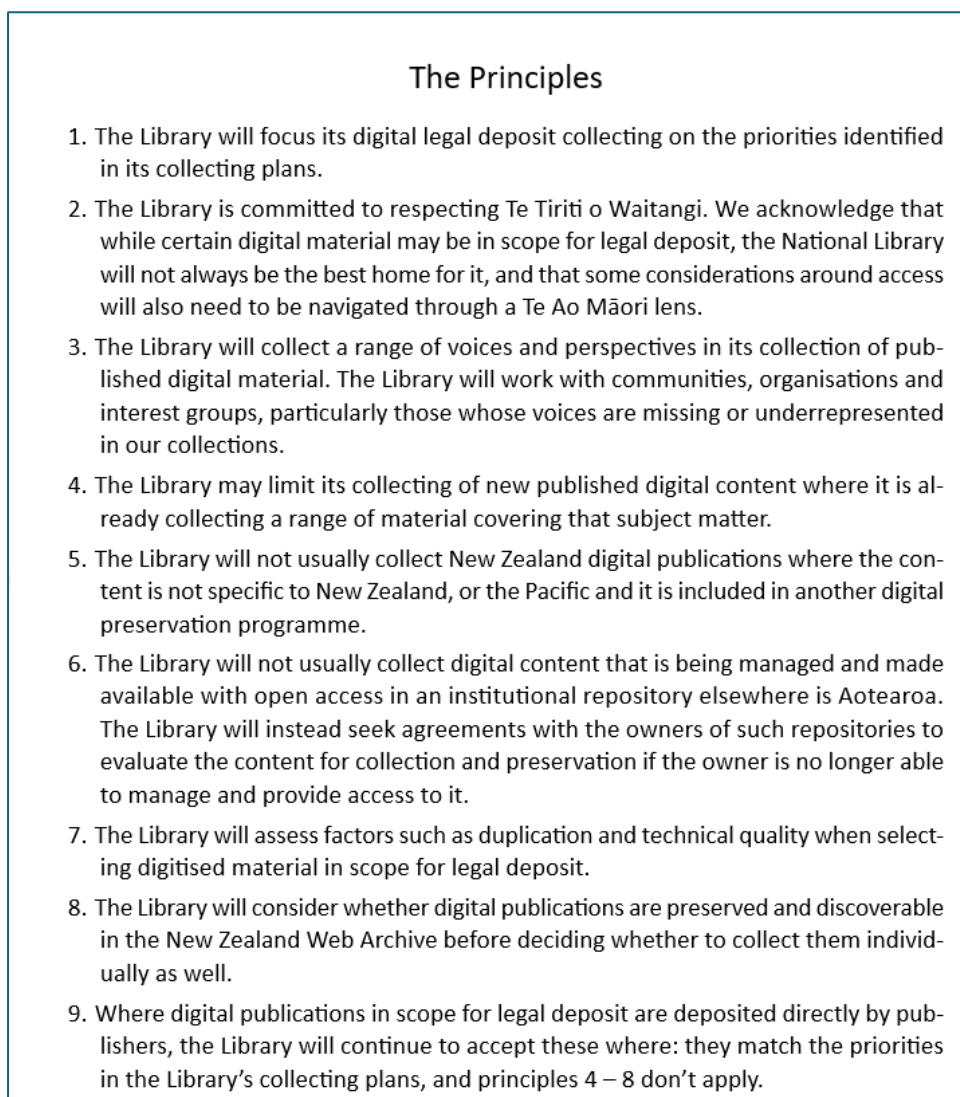 The Principles
1. The Library will focus its digital legal deposit collecting on the priorities identified
in its collecting plans.
2. The Library is committed to respecting Te Tiriti o Waitangi. We acknowledge that
while certain digital material may be in scope for legal deposit, the National Library
will not always be the best home for it, and that some considerations around access
will also need to be navigated through a Te Ao Māori lens.
3. The Library will collect a range of voices and perspectives in its collection of pub-
lished digital material. The Library will work with communities, organisations and
interest groups, particularly those whose voices are missing or underrepresented
in our collections.
4. The Library may limit its collecting of new published digital content where it is al-
ready collecting a range of material covering that subject matter.
5. The Library will not usually collect New Zealand digital publications where the con-
tent is not specific to New Zealand, or the Pacific and it is included in another digital
preservation programme.
6. The Library will not usually collect digital content that is being managed and made
available with open access in an institutional repository elsewhere is Aotearoa.
The Library will instead seek agreements with the owners of such repositories to
evaluate the content for collection and preservation if the owner is no longer able
to manage and provide access to it.
7. The Library will assess factors such as duplication and technical quality when select-
ing digitised material in scope for legal deposit.
8. The Library will consider whether digital publications are preserved and discoverable
in the New Zealand Web Archive before deciding whether to collect them individ-
ually as well.
9. Where digital publications in scope for legal deposit are deposited directly by pub-
lishers, the Library will continue to accept these where: they match the priorities
in the Library's collecting plans, and principles 4 – 8 don't apply.